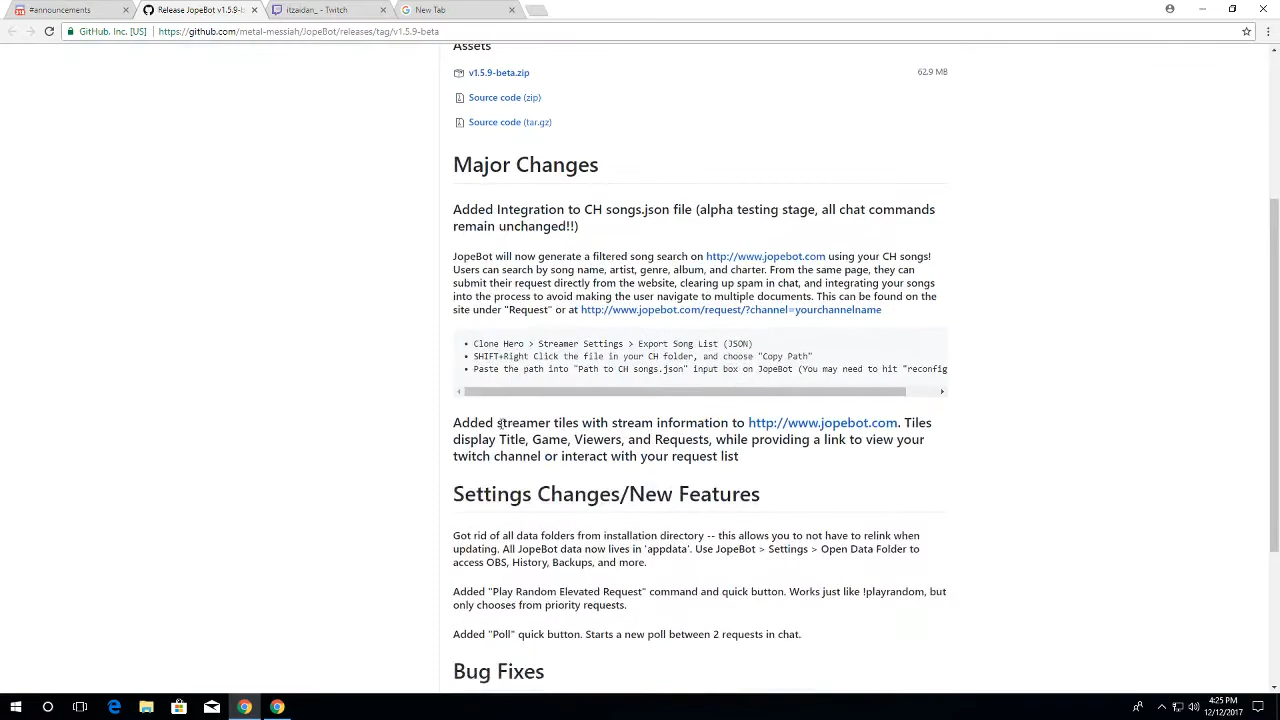 #announcements
Release JopeBot v1.5.9-b
itzaidan_ - Twitch
New Tab
GitHub, Inc. [US]
https://github.com/metal-messiah/JopeBot/releases/tag/v1.5.9-beta
Assets
v1.5.9-beta.zip
62.9 MB
Source code (zip)
Source code (tar.gz)
Major Changes
Added Integration to CH songs.json file (alpha testing stage, all chat commands
remain unchanged!!)
JopeBot will now generate a filtered song search on http://www.jopebot.com using your CH songs!
Users can search by song name, artist, genre, album, and charter. From the same page, they can
submit their request directly from the website, clearing up spam in chat, and integrating your songs
into the process to avoid making the user navigate to multiple documents. This can be found on the
site under "Request" or at http://www.jopebot.com/request/?channel=yourchannelname
• Clone Hero > Streamer Settings > Export Song List (JSON)
• SHIFT+Right Click the file in your CH folder, and choose "Copy Path"
• Paste the path into "Path to CH songs.json" input box on JopeBot (You may need to hit "reconfig
Added streamer tiles with stream information to http://www.jopebot.com. Tiles
display Title, Game, Viewers, and Requests, while providing a link to view your
twitch channel or interact with your request list
Settings Changes/New Features
Got rid of all data folders from installation directory -- this allows you to not have to relink when
updating. All JopeBot data now lives in 'appdata'. Use JopeBot > Settings > Open Data Folder to
access OBS, History, Backups, and more.
Added "Play Random Elevated Request" command and quick button. Works just like !playrandom, but
only chooses from priority requests.
Added "Poll" quick button. Starts a new poll between 2 requests in chat.
Bug Fixes
4:25 PM
12/12/2017